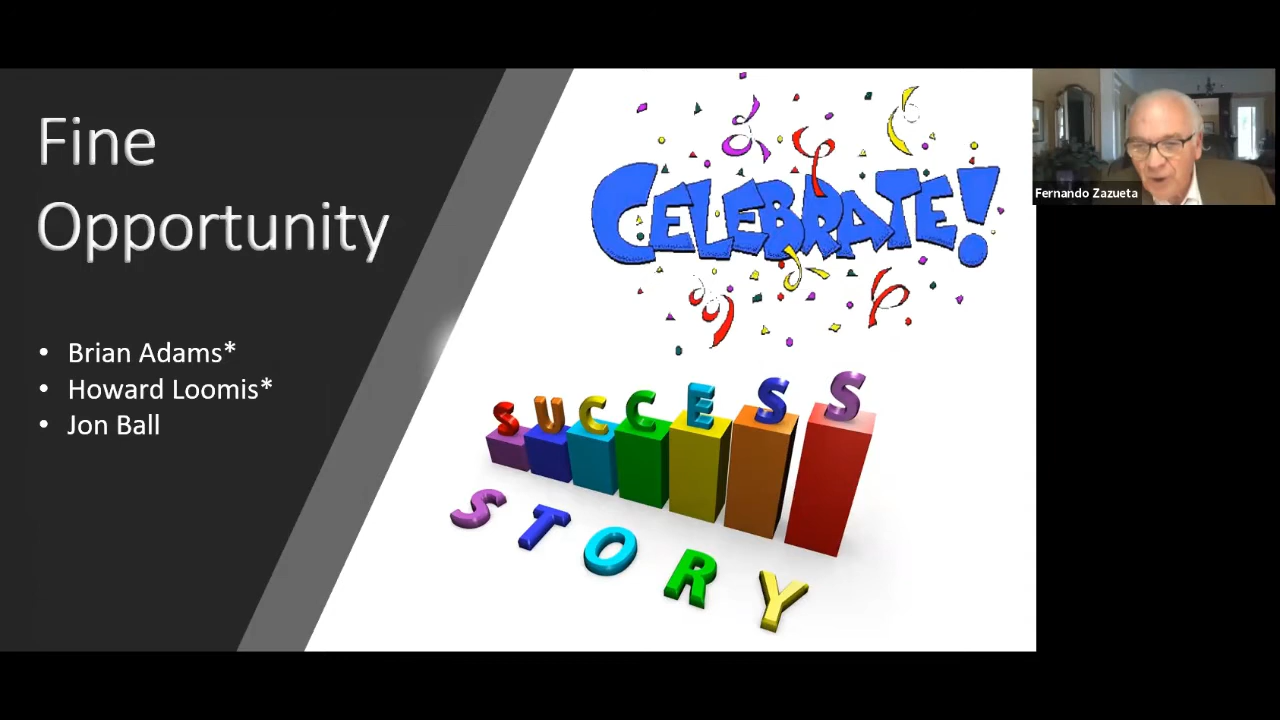 Fine
Opportunity
• Brian Adams*
• Howard Loomis*
• Jon Ball
CELEBRATE!
SUCCESS
STORY
Fernando Zazueta